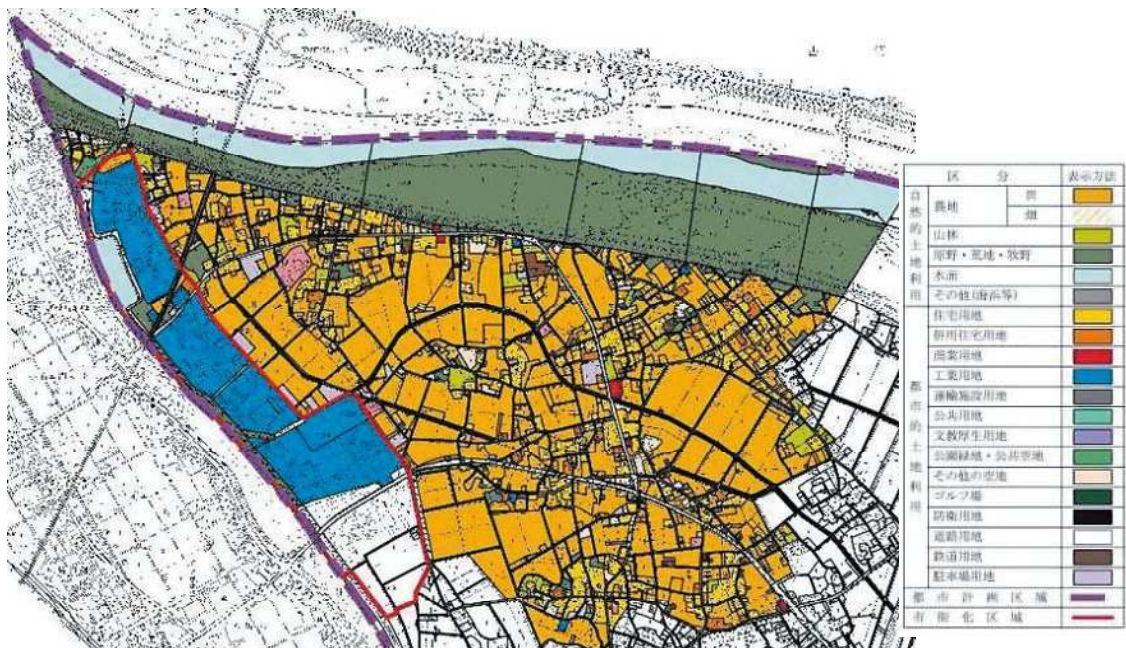 区 分 表示方法
自然的土地利用
農地 田
畑
山林
原野・荒地・牧野
水面
その他(海浜等)
都市的土地利用
住宅用地
併用住宅用地
商業用地
工業用地
運輸施設用地
公共用地
文教厚生用地
公園緑地・公共空地
その他の空地
ゴルフ場
防衛用地
道路用地
鉄道用地
駐車場用地
都市計画区域
市街化区域